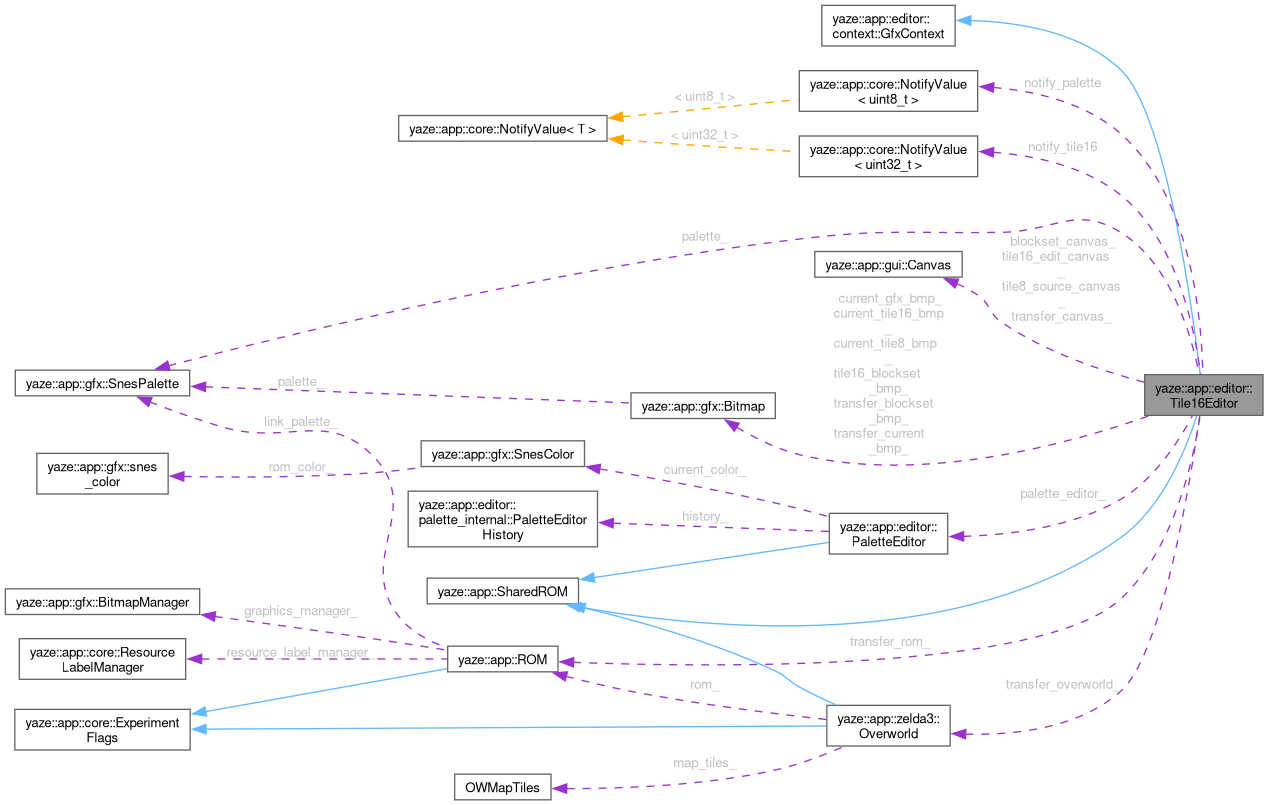 yaze::app::editor::
context::GfxContext
yaze::app::core::NotifyValue
< uint8_t >
notify_palette
< uint8_t >
yaze::app::core::NotifyValue< T >
< uint32_t >
yaze::app::core::NotifyValue
< uint32_t >
notify_tile16
palette_
blockset_canvas_
tile16_edit_canvas
_
tile8_source_canvas
_
transfer_canvas_
yaze::app::gui::Canvas
current_gfx_bmp_
current_tile16_bmp
_
current_tile8_bmp
_
tile16_blockset
_bmp_
transfer_blockset
_bmp_
transfer_current
_bmp_
yaze::app::gfx::SnesPalette
palette_
yaze::app::gfx::Bitmap
yaze::app::editor::
Tile16Editor
link_palette_
yaze::app::gfx::snes
_color
rom_color_
yaze::app::gfx::SnesColor
current_color_
palette_editor_
yaze::app::editor::
palette_internal::PaletteEditor
History
history_
yaze::app::editor::
PaletteEditor
yaze::app::SharedROM
yaze::app::gfx::BitmapManager
graphics_manager_
yaze::app::core::Resource
LabelManager
resource_label_manager_
yaze::app::ROM
transfer_rom_
rom_
transfer_overworld_
yaze::app::core::Experiment
Flags
yaze::app::zelda3::
Overworld
map_tiles_
OWMapTiles